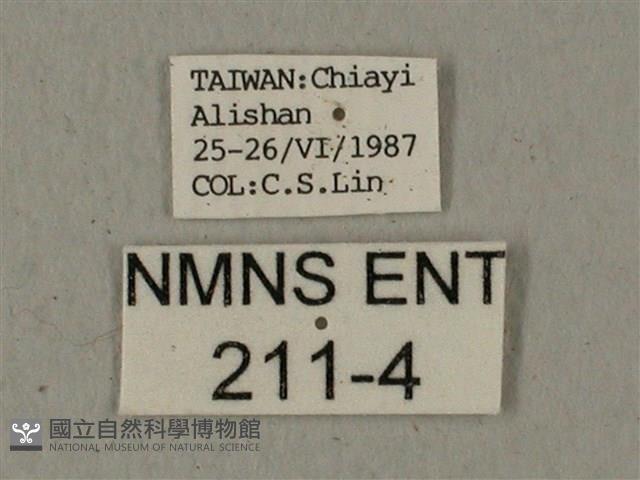 TAIWAN:Chiayi
Alishan
25-26/VI/1987
COL:C.S.Lin
NMNS ENT
211-4
國立自然科學博物館
NATIONAL MUSEUM OF NATURAL SCIENCE